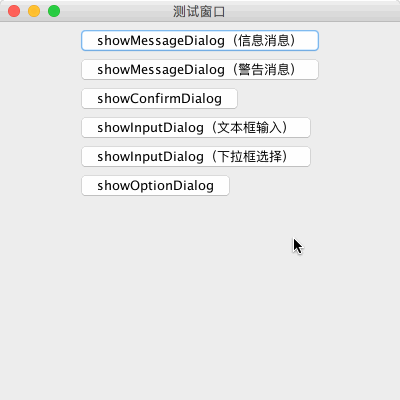 测试窗口
showMessageDialog（信息消息）
showMessageDialog（警告消息）
showConfirmDialog
showInputDialog（文本框输入）
showInputDialog（下拉框选择）
showOptionDialog